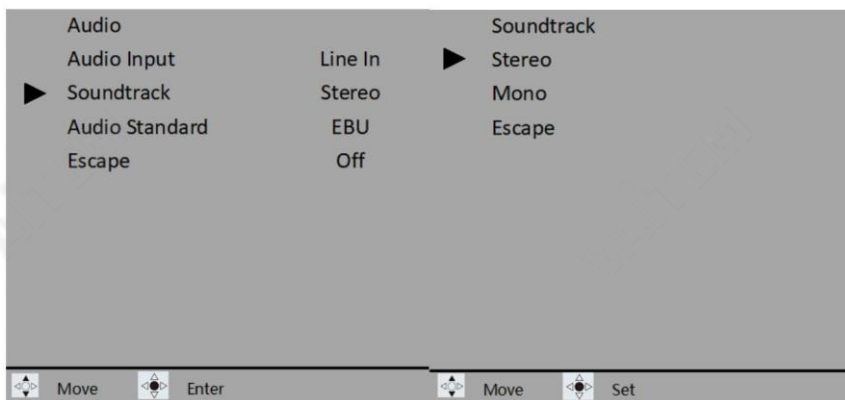 Audio
Audio Input Line In
Soundtrack Stereo
Audio Standard EBU
Escape Off
Move Enter
Soundtrack
Stereo
Mono
Escape
Move Set